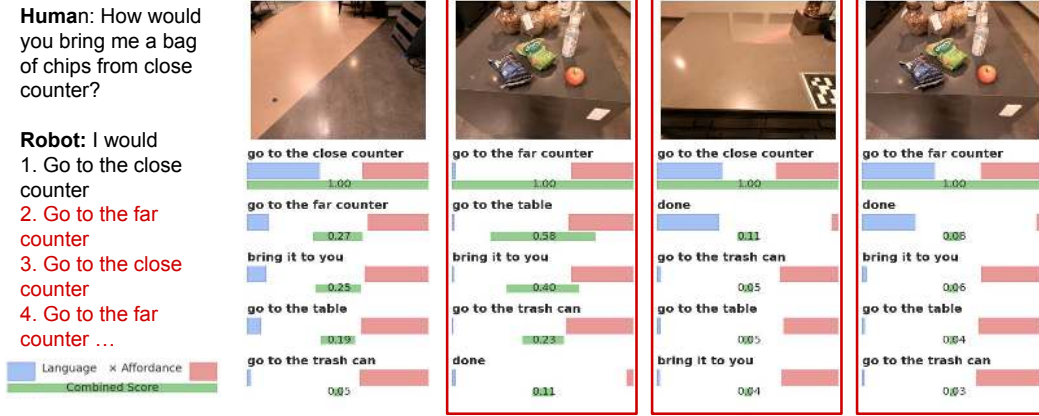 Human: How would
you bring me a bag
of chips from close
counter?
Robot: I would
1. Go to the close
counter
2. Go to the far
counter
3. Go to the close
counter
4. Go to the far
counter …
Language × Affordance
Combined Score
go to the close counter
1.00
go to the far counter
0.27
bring it to you
0.25
go to the table
0.19
go to the trash can
0.05
go to the far counter
1.00
go to the table
0.58
bring it to you
0.40
go to the trash can
0.23
done
0.11
go to the close counter
1.00
done
0.11
go to the trash can
0.05
go to the table
0.05
bring it to you
0.04
go to the far counter
1.00
done
0.08
bring it to you
0.06
go to the table
0.04
go to the trash can
0.03